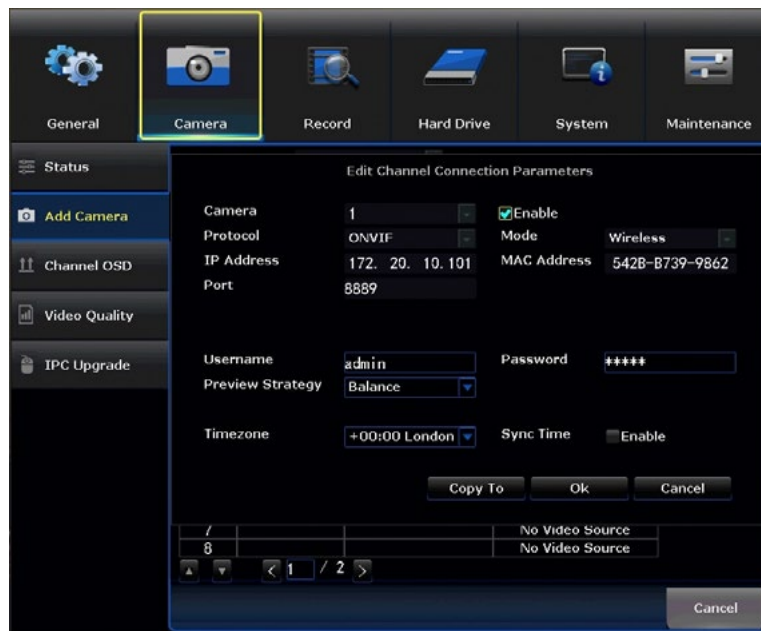 General Camera Record Hard Drive System Maintenance
Status
Add Camera
Channel OSD
Video Quality
IPC Upgrade
Edit Channel Connection Parameters
Camera 1 Enable
Protocol ONVIF Mode Wireless
IP Address 172. 20. 10. 101 MAC Address 542B-B739-9862
Port 8889
Username admin Password *****
Preview Strategy Balance
Timezone +00:00 London Sync Time Enable
Copy To Ok Cancel
7 No Video Source
8 No Video Source
1 / 2
Cancel